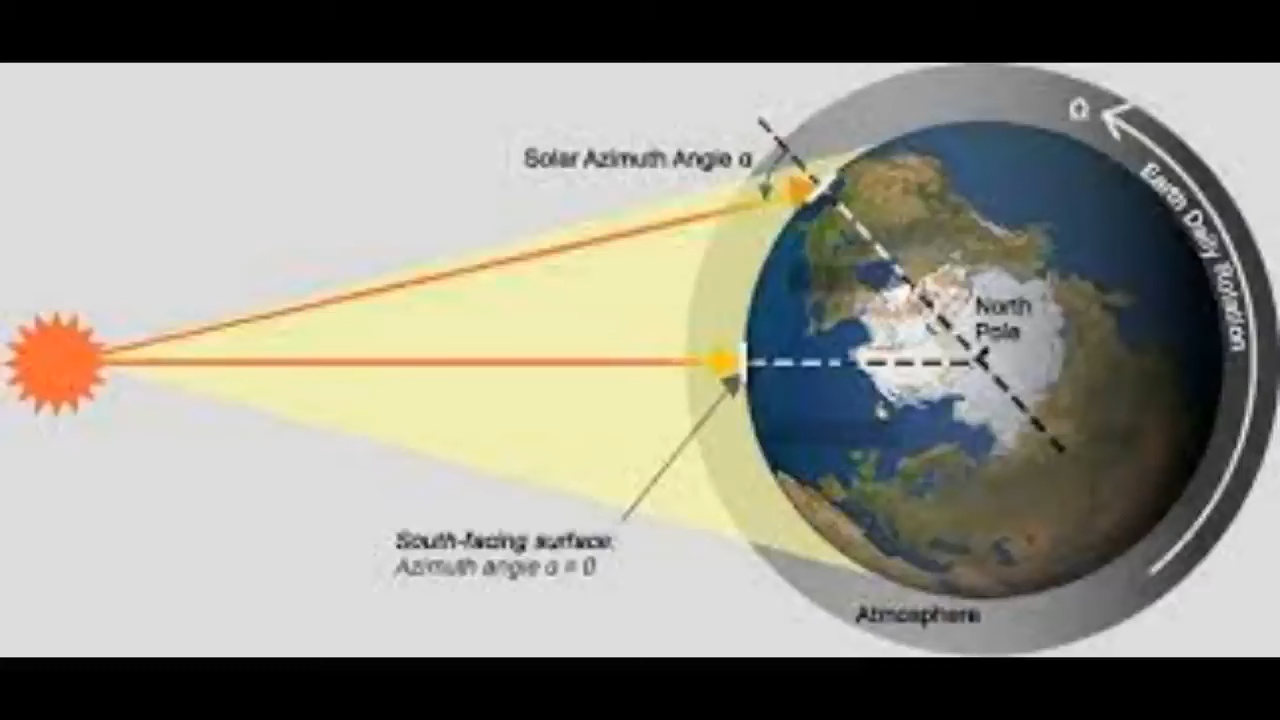 Solar Azimuth Angle α
Ω
Earth Daily Rotation
North
Pole
South-facing surface:
Azimuth angle α = 0
Atmosphere